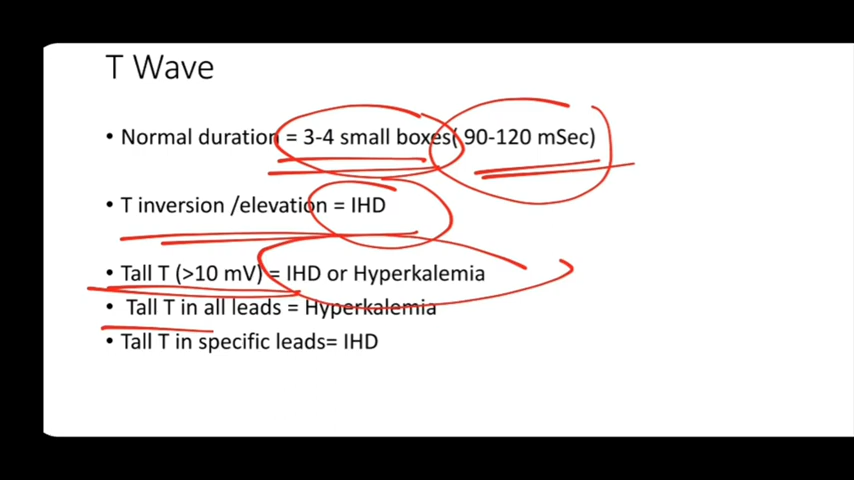 T Wave
• Normal duration = 3-4 small boxes( 90-120 mSec)
• T inversion /elevation = IHD
• Tall T (>10 mV) = IHD or Hyperkalemia
• Tall T in all leads = Hyperkalemia
• Tall T in specific leads= IHD